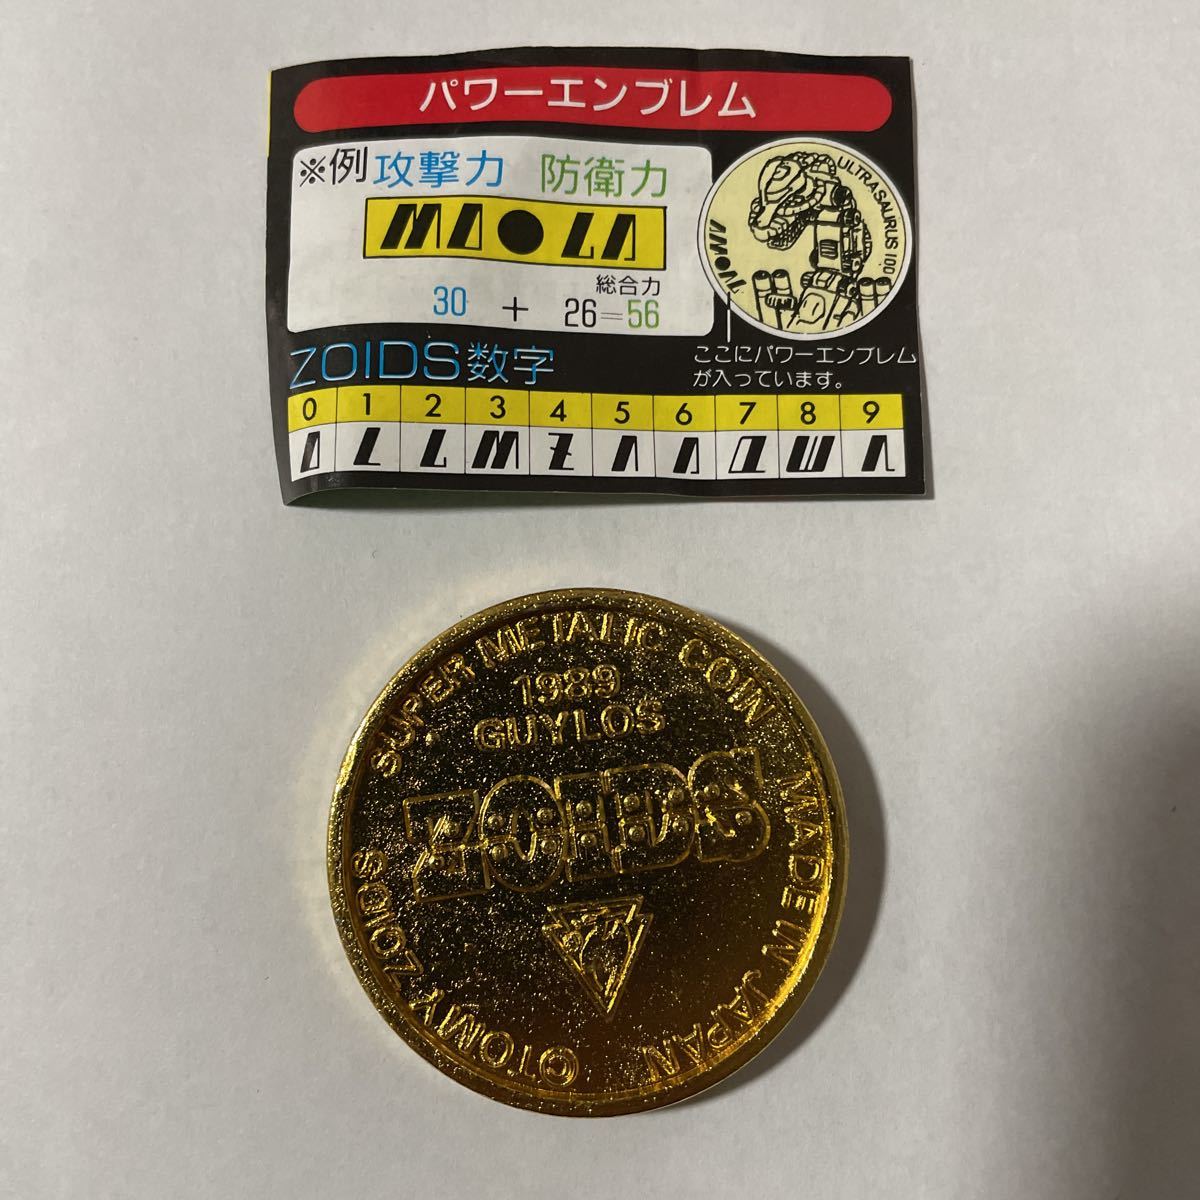 パワーエンブレム
※例 攻撃力 防衛力
総合力
30 + 26=56
ULTRASAURUS 100
ここにパワーエンブレム
が入っています。
ZOIDS数字
0 1 2 3 4 5 6 7 8 9
SUPER METALIC COIN
1989
GUYLOS
ZOIDS
MADE IN JAPAN
©TOMY ZOIDS